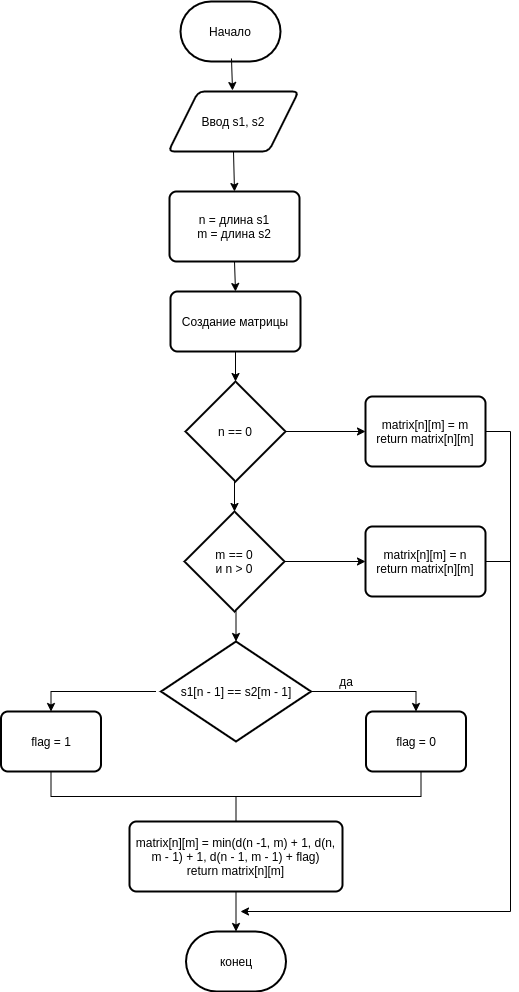 Начало
Ввод s1, s2
n = длина s1
m = длина s2
Создание матрицы
n == 0
matrix[n][m] = m
return matrix[n][m]
m == 0
и n > 0
matrix[n][m] = n
return matrix[n][m]
s1[n - 1] == s2[m - 1]
да
flag = 1
flag = 0
matrix[n][m] = min(d(n -1, m) + 1, d(n,
m - 1) + 1, d(n - 1, m - 1) + flag)
return matrix[n][m]
конец